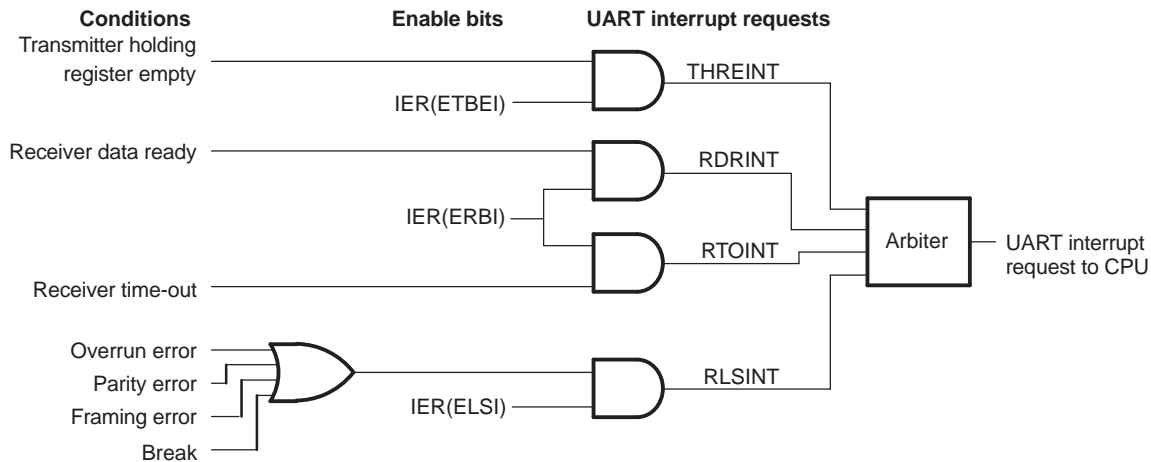 Conditions
Enable bits
UART interrupt requests
Transmitter holding
register empty
THREINT
IER(ETBEI)
Receiver data ready
RDRINT
IER(ERBI)
Arbiter
UART interrupt
request to CPU
RTOINT
Receiver time-out
Overrun error
Parity error
Framing error
Break
IER(ELSI)
RLSINT